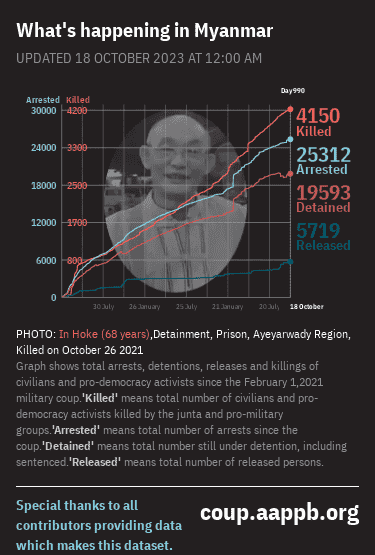 What's happening in Myanmar
UPDATED 18 OCTOBER 2023 AT 12:00 AM
Day990
Arrested Killed
30000 4200
4150
Killed
24000 3300
25312
Arrested
18000 2500
19593
Detained
12000 1700
5719
Released
6000 800
0
30 July 26 January 25 July 21 January 20 July 18 October
PHOTO: In Hoke (68 years),Detainment, Prison, Ayeyarwady Region,
Killed on October 26 2021
Graph shows total arrests, detentions, releases and killings of
civilians and pro-democracy activists since the February 1,2021
military coup.'Killed' means total number of civilians and pro-
democracy activists killed by the junta and pro-military
groups.'Arrested' means total number of arrests since the
coup.'Detained' means total number still under detention, including
sentenced.'Released' means total number of released persons.
Special thanks to all
contributors providing data
which makes this dataset.
coup.aappb.org